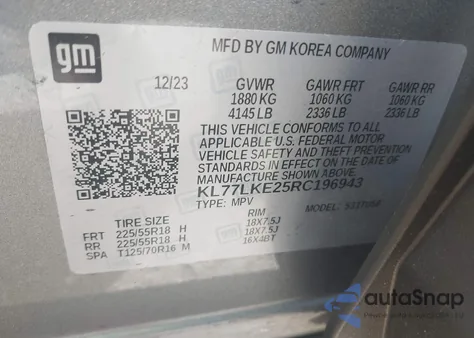 gm
MFD BY GM KOREA COMPANY
12/23 GVWR GAWR FRT GAWR RR
1880 KG 1060 KG 1060 KG
4145 LB 2336 LB 2336 LB
THIS VEHICLE CONFORMS TO ALL
APPLICABLE U.S. FEDERAL MOTOR
VEHICLE SAFETY AND THEFT PREVENTION
STANDARDS IN EFFECT ON THE DATE OF
MANUFACTURE SHOWN ABOVE.
KL77LKE25RC196943
TYPE: MPV MODEL:
TIRE SIZE RIM
FRT 225/55R18 H 18X7.5J
RR 225/55R18 H 18X7.5J
SPA T125/70R16 M 16X4BT
autoSnap